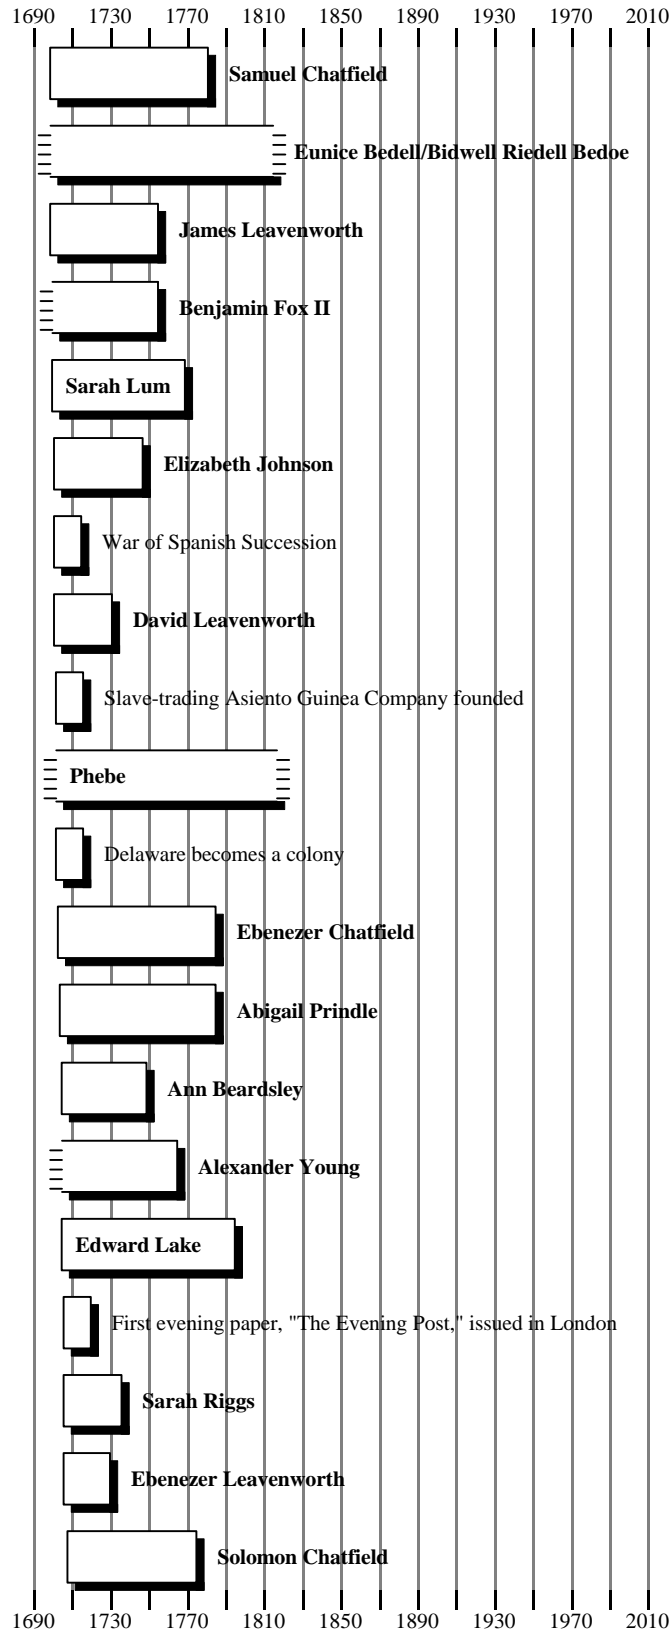 1690 1730 1770 1810 1850 1890 1930 1970 2010
Samuel Chatfield
Eunice Bedell/Bidwell Riedell Bedoe
James Leavenworth
Benjamin Fox II
Sarah Lum
Elizabeth Johnson
War of Spanish Succession
David Leavenworth
Slave-trading Asiento Guinea Company founded
Phebe
Delaware becomes a colony
Ebenezer Chatfield
Abigail Prindle
Ann Beardsley
Alexander Young
Edward Lake
First evening paper, "The Evening Post," issued in London
Sarah Riggs
Ebenezer Leavenworth
Solomon Chatfield
1690 1730 1770 1810 1850 1890 1930 1970 2010